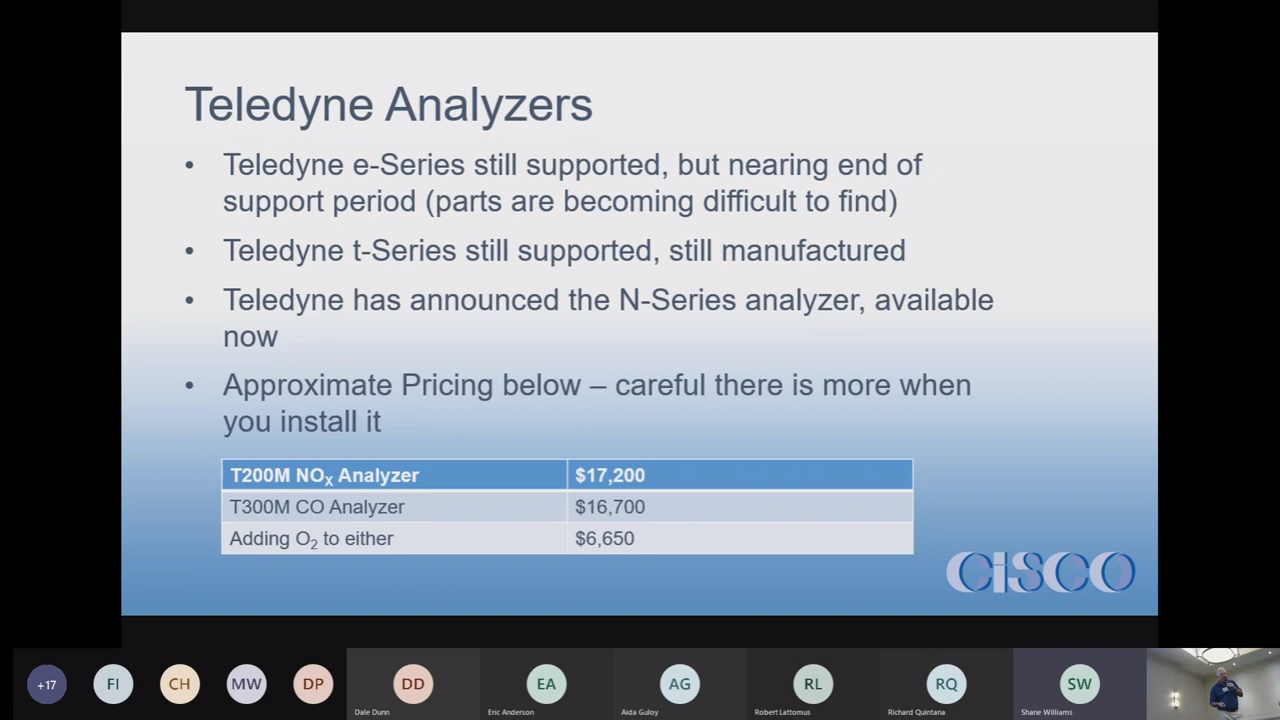 Teledyne Analyzers
• Teledyne e-Series still supported, but nearing end of
support period (parts are becoming difficult to find)
• Teledyne t-Series still supported, still manufactured
• Teledyne has announced the N-Series analyzer, available
now
• Approximate Pricing below – careful there is more when
you install it
T200M NOX Analyzer $17,200
T300M CO Analyzer $16,700
Adding O2 to either $6,650
CiSCO
+17 FI CH MW DP DD EA AG RL RQ SW
Dale Dunn Eric Anderson Aida Guloy Robert Lattomus Richard Quintana Shane Williams